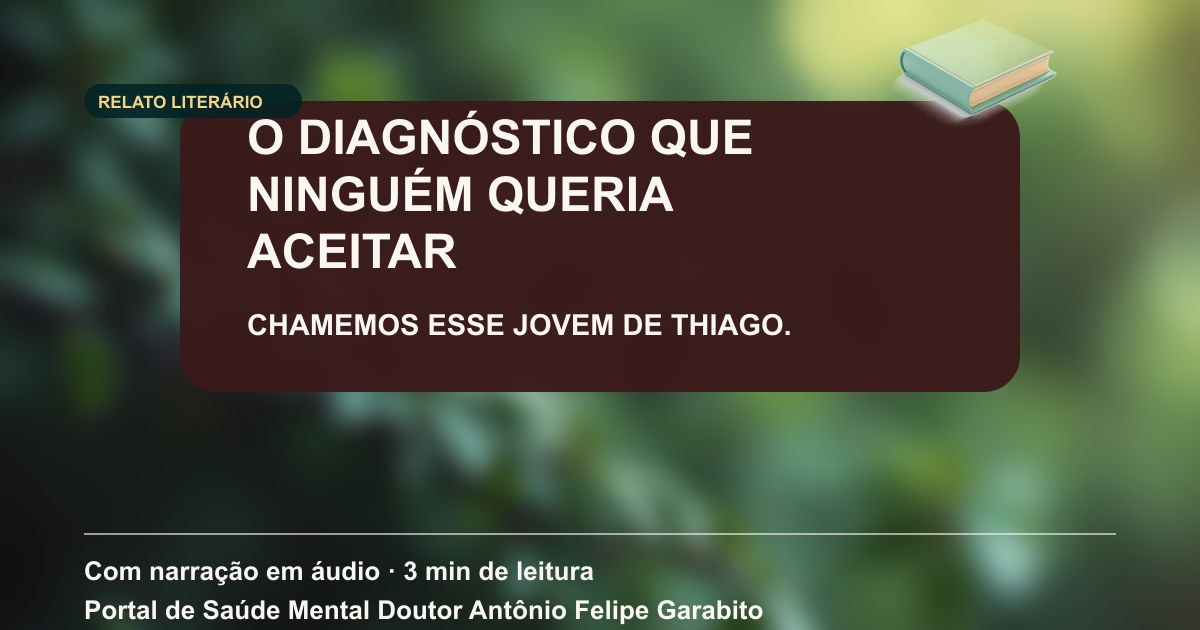 RELATO LITERÁRIO
O DIAGNÓSTICO QUE
NINGUÉM QUERIA
ACEITAR
CHAMEMOS ESSE JOVEM DE THIAGO.
Com narração em áudio · 3 min de leitura
Portal de Saúde Mental Doutor Antônio Felipe Garabito